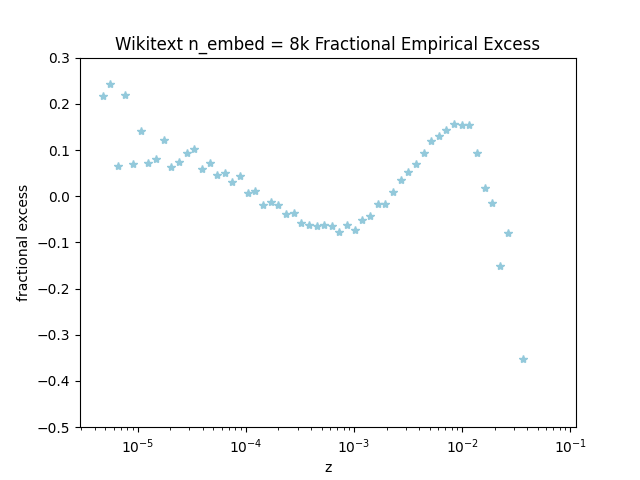 Wikitext n_embed = 8k Fractional Empirical Excess
0.3
0.2
0.1
0.0
−0.1
−0.2
−0.3
−0.4
−0.5
fractional excess
10⁻⁵ 10⁻⁴ 10⁻³ 10⁻² 10⁻¹
z